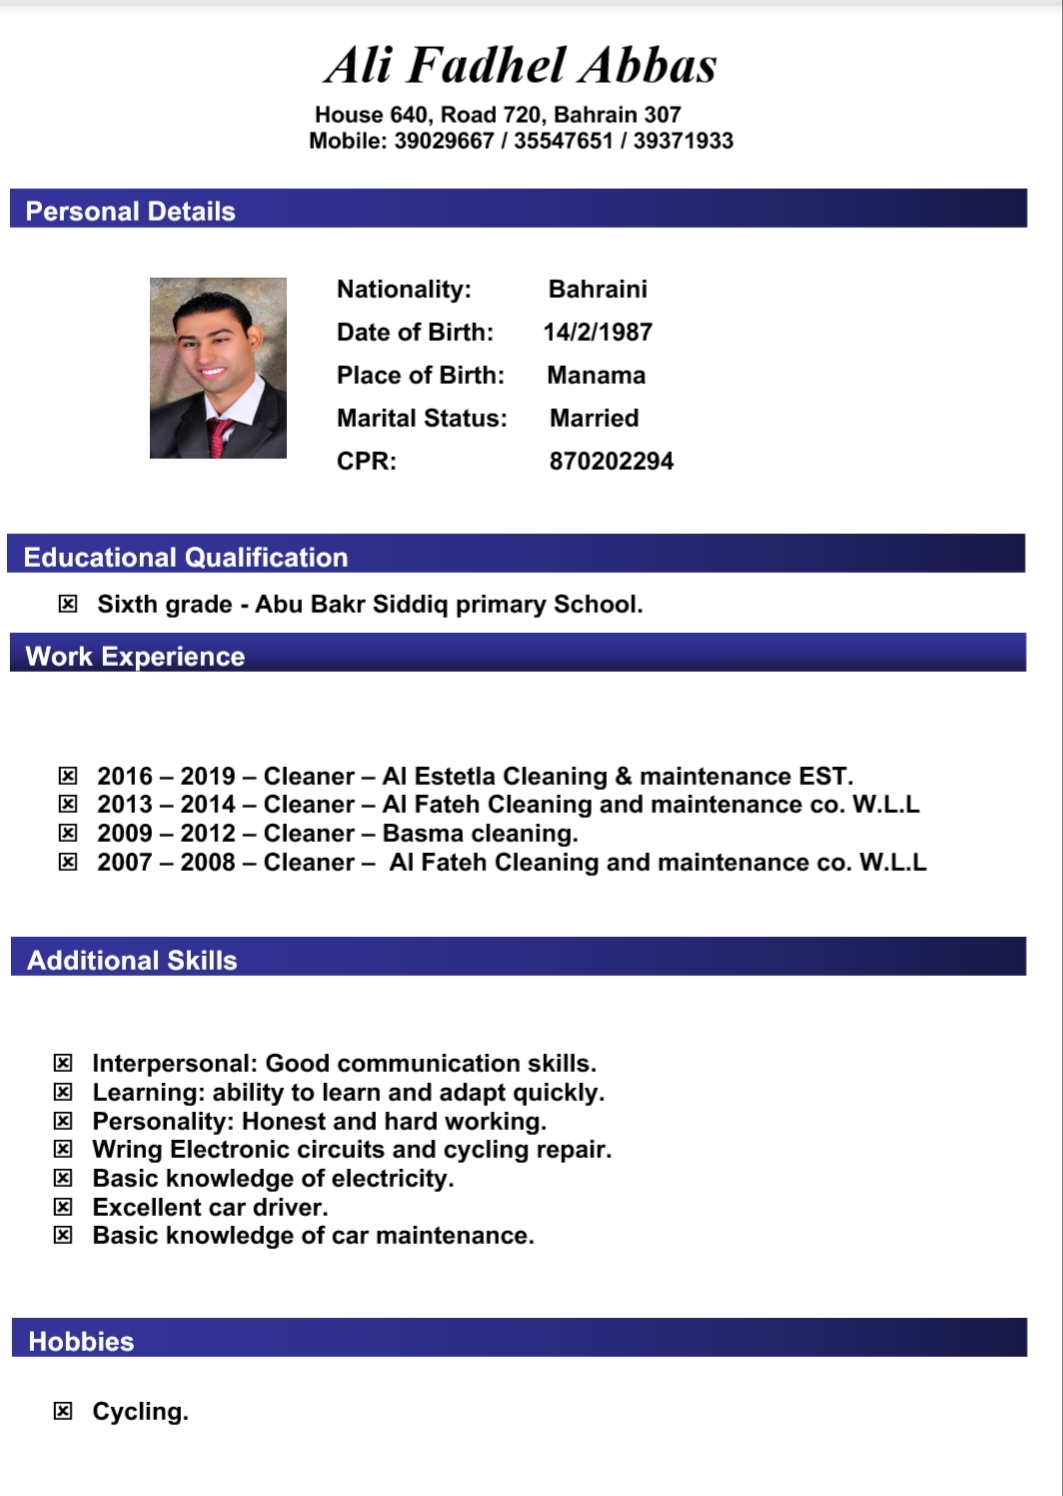 Ali Fadhel Abbas
House 640, Road 720, Bahrain 307
Mobile: 39029667 / 35547651 / 39371933
Personal Details
Nationality: Bahraini
Date of Birth: 14/2/1987
Place of Birth: Manama
Marital Status: Married
CPR: 870202294
Educational Qualification
Sixth grade - Abu Bakr Siddiq primary School.
Work Experience
2016 – 2019 – Cleaner – Al Estetla Cleaning & maintenance EST.
2013 – 2014 – Cleaner – Al Fateh Cleaning and maintenance co. W.L.L
2009 – 2012 – Cleaner – Basma cleaning.
2007 – 2008 – Cleaner – Al Fateh Cleaning and maintenance co. W.L.L
Additional Skills
Interpersonal: Good communication skills.
Learning: ability to learn and adapt quickly.
Personality: Honest and hard working.
Wring Electronic circuits and cycling repair.
Basic knowledge of electricity.
Excellent car driver.
Basic knowledge of car maintenance.
Hobbies
Cycling.